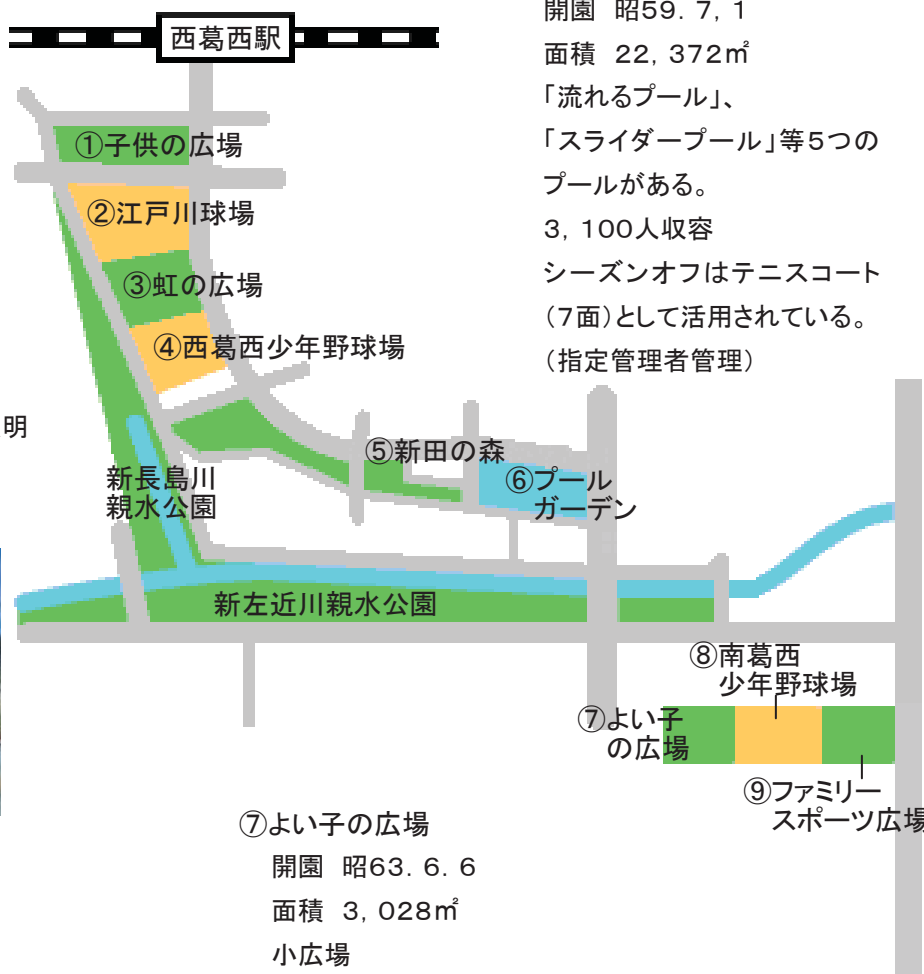 西葛西駅
開園 昭59. 7, 1
面積 22, 372㎡
「流れるプール」、
「スライダープール」等5つの
プールがある。
3, 100人収容
シーズンオフはテニスコート
(7面)として活用されている。
(指定管理者管理)
①子供の広場
②江戸川球場
③虹の広場
④西葛西少年野球場
明
⑤新田の森
⑥プール
ガーデン
新長島川
親水公園
新左近川親水公園
⑧南葛西
少年野球場
⑦よい子
の広場
⑨ファミリー
スポーツ広場
⑦よい子の広場
開園 昭63. 6. 6
面積 3, 028㎡
小広場